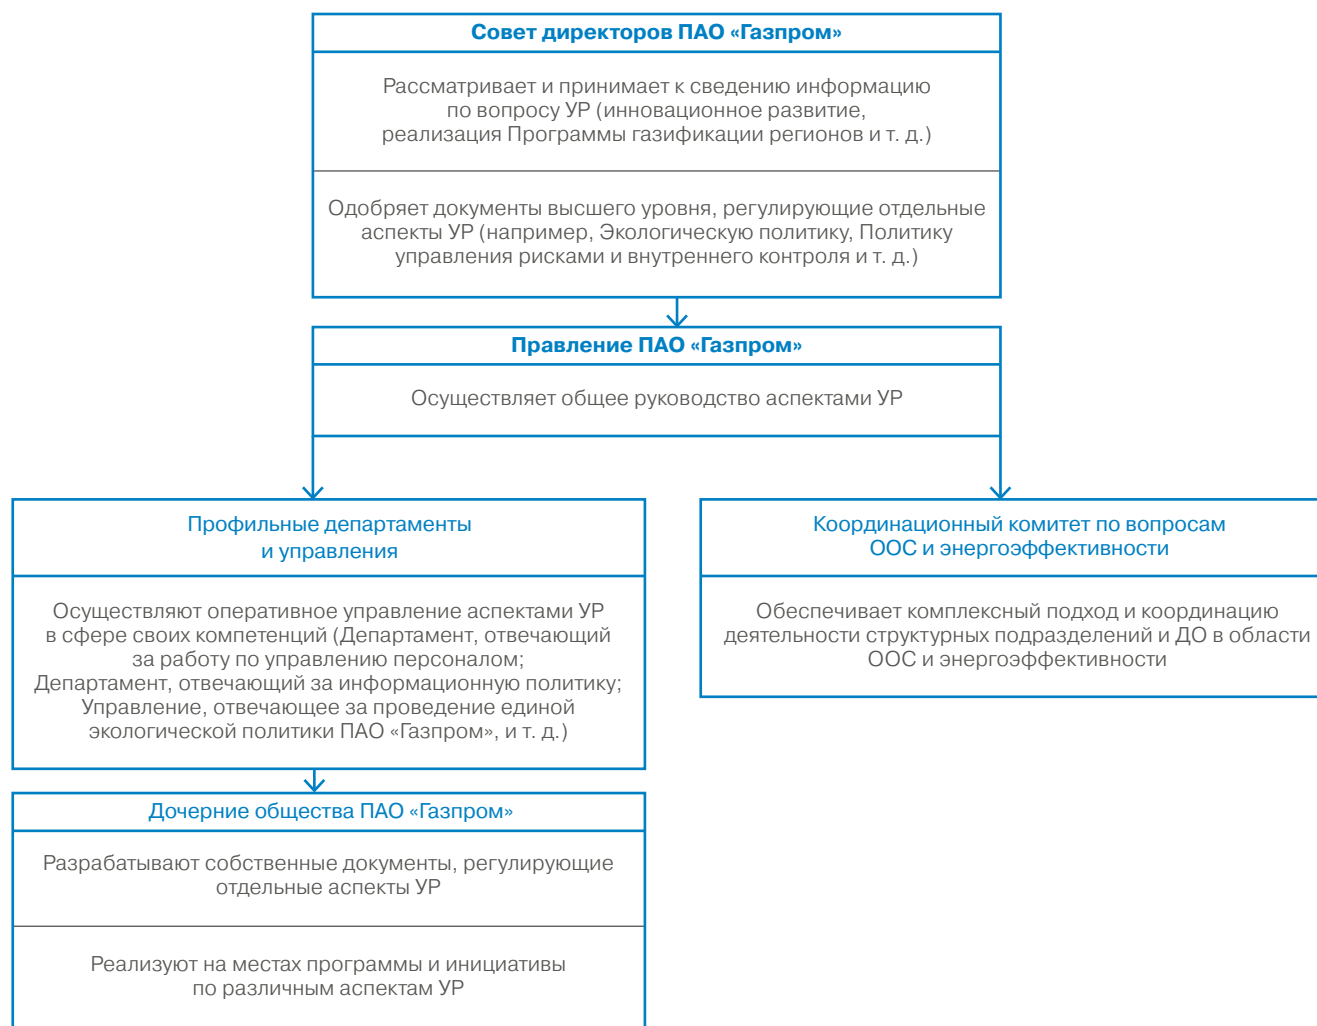 Совет директоров ПАО «Газпром»
Рассматривает и принимает к сведению информацию
по вопросу УР (инновационное развитие,
реализация Программы газификации регионов и т. д.)
Одобряет документы высшего уровня, регулирующие отдельные
аспекты УР (например, Экологическую политику, Политику
управления рисками и внутреннего контроля и т. д.)
Правление ПАО «Газпром»
Осуществляет общее руководство аспектами УР
Профильные департаменты
и управления
Осуществляют оперативное управление аспектами УР
в сфере своих компетенций (Департамент, отвечающий
за работу по управлению персоналом;
Департамент, отвечающий за информационную политику;
Управление, отвечающее за проведение единой
экологической политики ПАО «Газпром», и т. д.)
Координационный комитет по вопросам
ООС и энергоэффективности
Обеспечивает комплексный подход и координацию
деятельности структурных подразделений и ДО в области
ООС и энергоэффективности
Дочерние общества ПАО «Газпром»
Разрабатывают собственные документы, регулирующие
отдельные аспекты УР
Реализуют на местах программы и инициативы
по различным аспектам УР